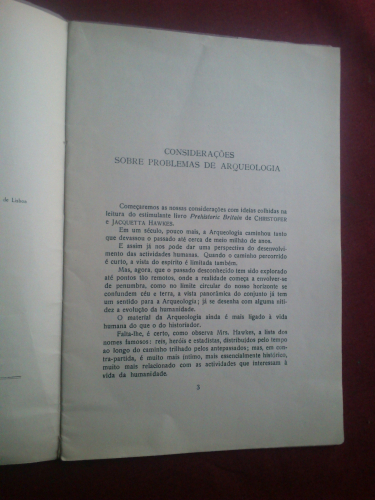 de Lisboa
CONSIDERAÇÕES
SOBRE PROBLEMAS DE ARQUEOLOGIA
Começaremos as nossas considerações com ideias colhidas na
leitura do estimulante livro Prehistoric Britain de CHRISTOPHER
e JACQUETTA HAWKES.
Em um século, pouco mais, a Arqueologia caminhou tanto
que devassou o passado até cerca de meio milhão de anos.
E assim já nos pode dar uma perspectiva do desenvolvi-
mento das actividades humanas. Quando o caminho percorrido
é curto, a vista do espírito é limitada também.
Mas, agora, que o passado desconhecido tem sido explorado
até pontos tão remotos, onde a realidade começa a envolver-se
de penumbra, como no limite circular do nosso horizonte se
confundem céu e terra, a vista panorâmica do conjunto já tem
um sentido para a Arqueologia; já se desenha com alguma niti-
dez a evolução da humanidade.
O material da Arqueologia ainda é mais ligado à vida
humana do que o do historiador.
Falta-lhe, é certo, como observa Mrs. Hawkes, a lista dos
nomes famosos: reis, heróis e estadistas, distribuídos pelo tempo
ao longo do caminho trilhado pelos antepassados; mas, em con-
tra-partida, é muito mais íntimo, mais essencialmente histórico,
muito mais relacionado com as actividades que interessam à
vida da humanidade.
3